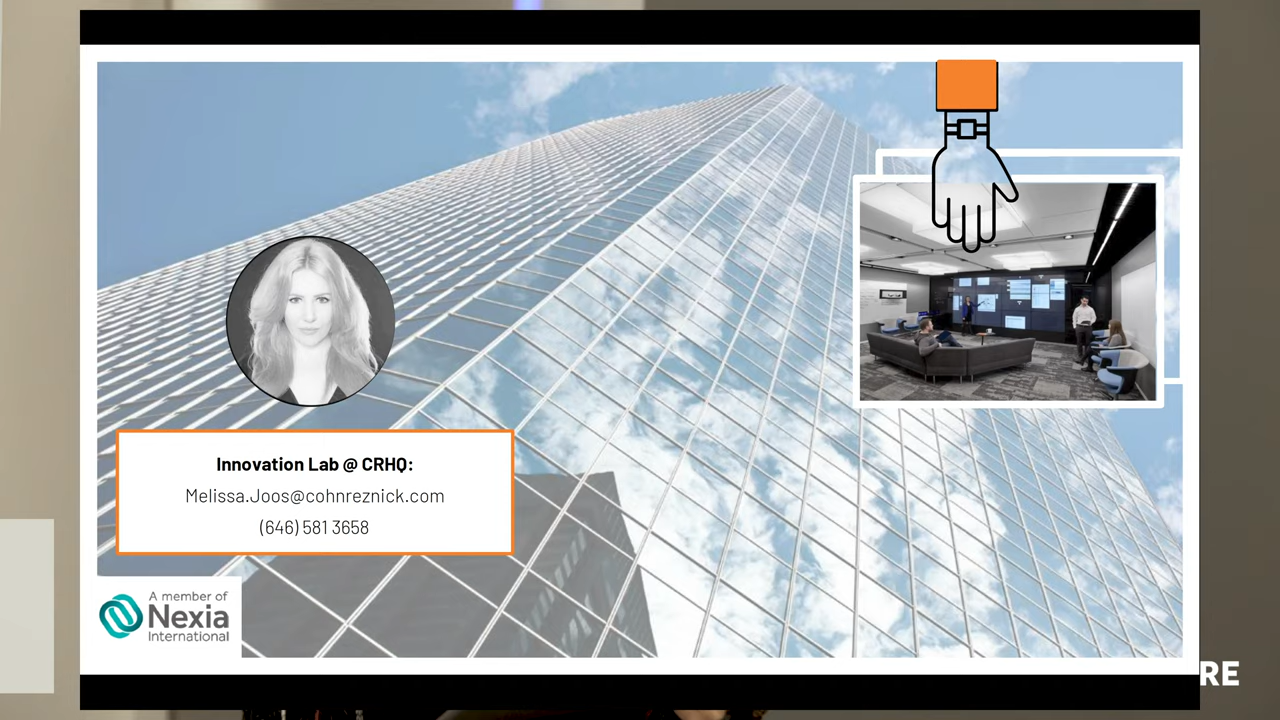 Innovation Lab @ CRHQ:
Melissa.Joos@cohnreznick.com
(646) 581 3658
A member of
Nexia
International
RE